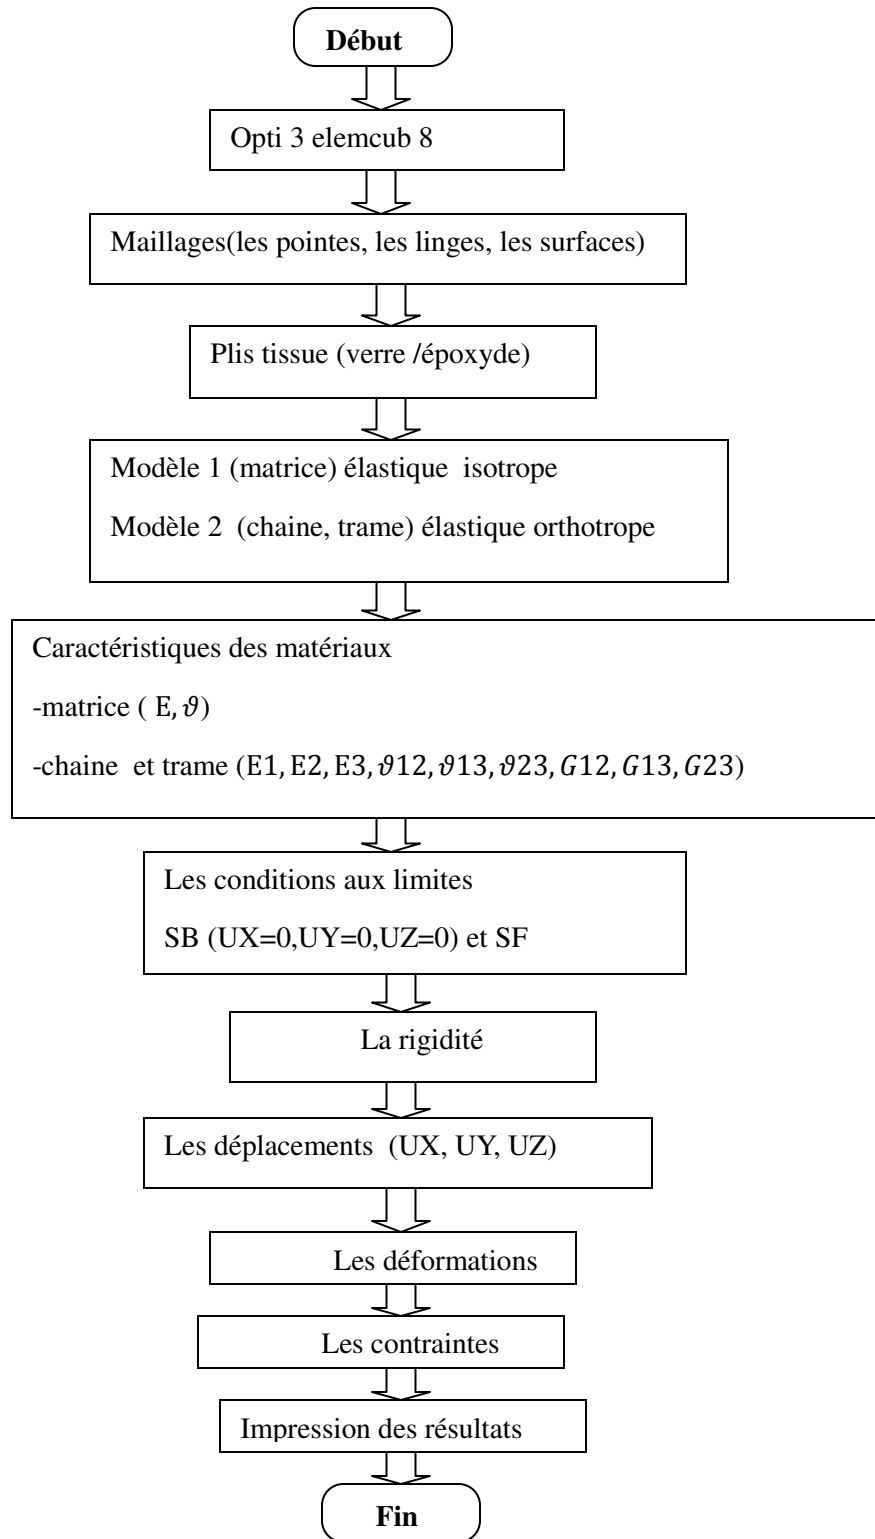 Début
Opti 3 elemcub 8
Maillages(les pointes, les linges, les surfaces)
Plis tissue (verre /époxyde)
Modèle 1 (matrice) élastique isotrope
Modèle 2 (chaine, trame) élastique orthotrope
Caractéristiques des matériaux
-matrice ( E, ϑ)
-chaine et trame (E1, E2, E3, ϑ12, ϑ13, ϑ23, G12, G13, G23)
Les conditions aux limites
SB (UX=0,UY=0,UZ=0) et SF
La rigidité
Les déplacements (UX, UY, UZ)
Les déformations
Les contraintes
Impression des résultats
Fin